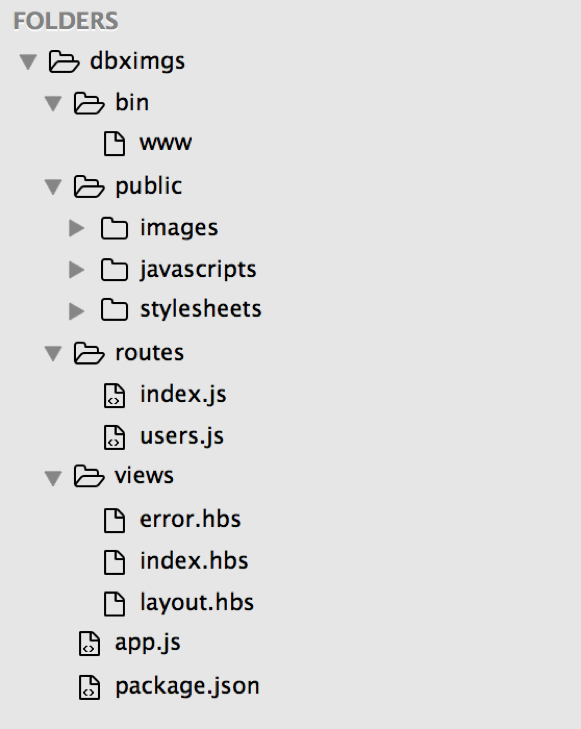 FOLDERS
dbximgs
bin
www
public
images
javascripts
stylesheets
routes
index.js
users.js
views
error.hbs
index.hbs
layout.hbs
app.js
package.json